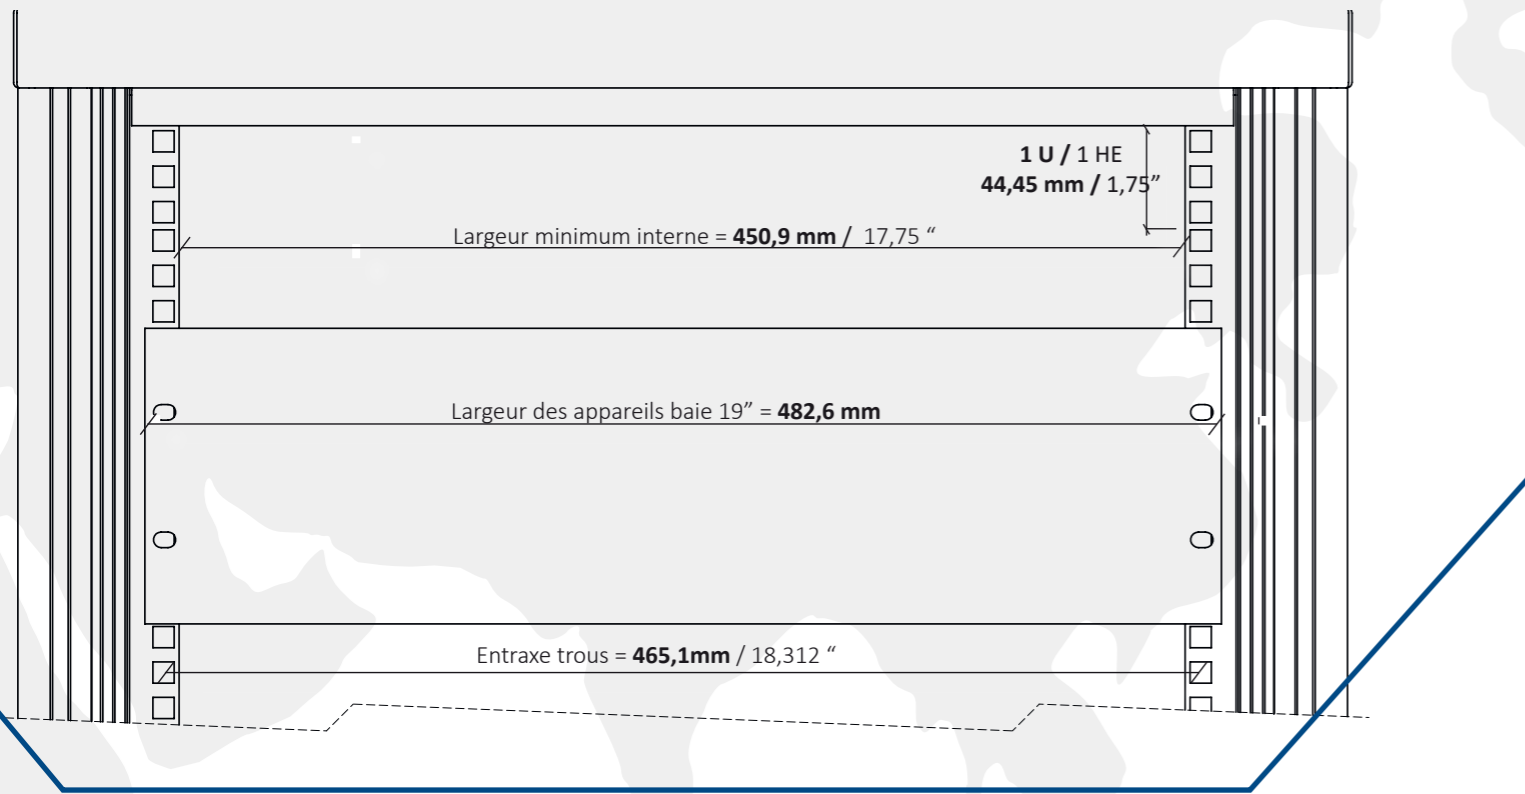 1 U / 1 HE
44,45 mm / 1,75”
Largeur minimum interne = 450,9 mm / 17,75 “
Largeur des appareils baie 19” = 482,6 mm
Entraxe trous = 465,1mm / 18,312 “